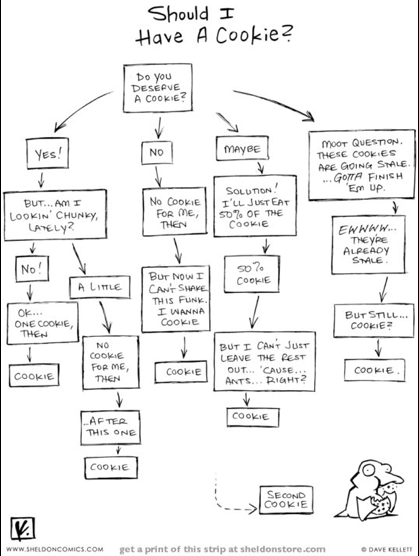 Should I
Have A Cookie?
DO YOU
DESERVE
A COOKIE?
YES!
NO
MAYBE
MOOT QUESTION.
THESE COOKIES
ARE GOING STALE.
...GOTTA FINISH
'EM UP.
BUT... AM I
LOOKIN' CHUNKY,
LATELY?
NO COOKIE
FOR ME,
THEN
SOLUTION!
I'LL JUST EAT
50% OF THE
COOKIE
EWWWW...
THEY'RE
ALREADY
STALE.
NO!
A LITTLE
BUT NOW I
CAN'T SHAKE
THIS FUNK.
I WANNA
COOKIE
50%
COOKIE
BUT STILL...
COOKIE?
OK...
ONE COOKIE,
THEN
NO
COOKIE
FOR ME,
THEN
BUT I CAN'T JUST
LEAVE THE REST
OUT... 'CAUSE...
ANTS... RIGHT?
COOKIE
COOKIE
COOKIE.
...AFTER
THIS ONE
COOKIE
COOKIE
SECOND
COOKIE
WWW.SHELDONCOMICS.COM
get a print of this strip at sheldonstore.com
© DAVE KELLETT